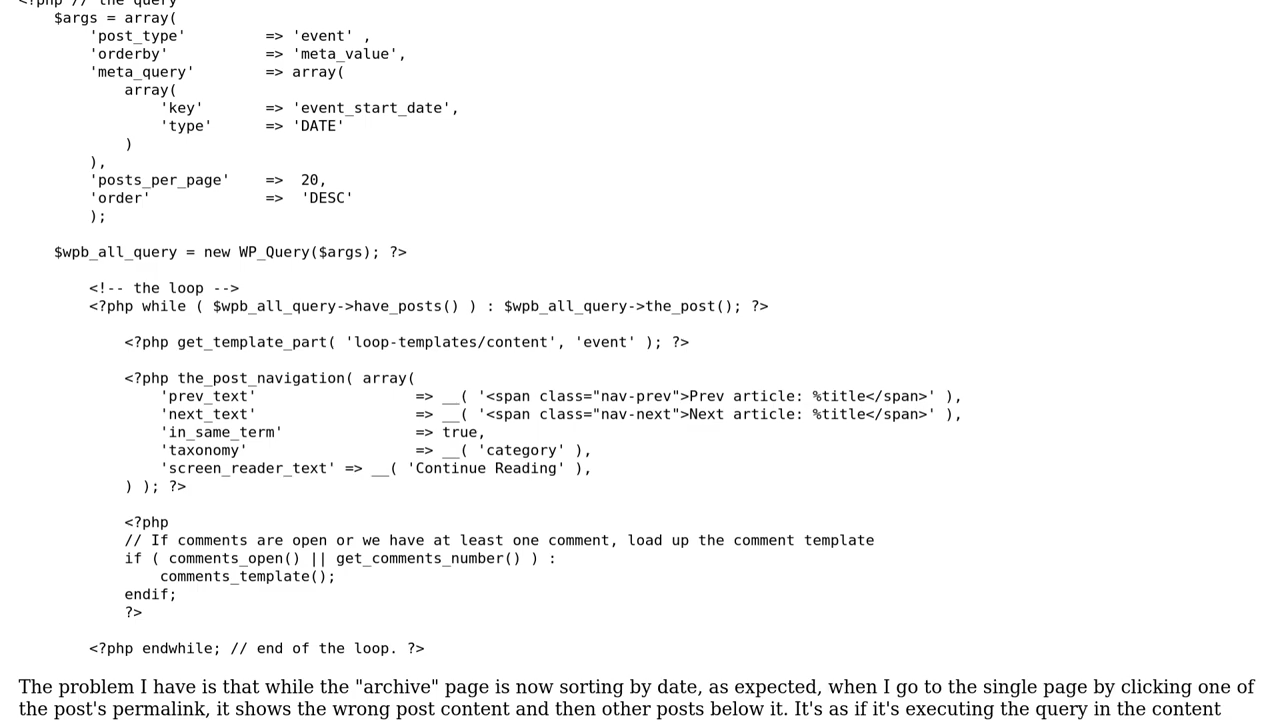 <?php // the query
$args = array(
'post_type' => 'event' ,
'orderby' => 'meta_value',
'meta_query' => array(
array(
'key' => 'event_start_date',
'type' => 'DATE'
)
),
'posts_per_page' => 20,
'order' => 'DESC'
);
$wpb_all_query = new WP_Query($args); ?>
<!-- the loop -->
<?php while ( $wpb_all_query->have_posts() ) : $wpb_all_query->the_post(); ?>
<?php get_template_part( 'loop-templates/content', 'event' ); ?>
<?php the_post_navigation( array(
'prev_text' => __( '<span class="nav-prev">Prev article: %title</span>' ),
'next_text' => __( '<span class="nav-next">Next article: %title</span>' ),
'in_same_term' => true,
'taxonomy' => __( 'category' ),
'screen_reader_text' => __( 'Continue Reading' ),
) ); ?>
<?php
// If comments are open or we have at least one comment, load up the comment template
if ( comments_open() || get_comments_number() ) :
comments_template();
endif;
?>
<?php endwhile; // end of the loop. ?>
The problem I have is that while the "archive" page is now sorting by date, as expected, when I go to the single page by clicking one of
the post's permalink, it shows the wrong post content and then other posts below it. It's as if it's executing the query in the content